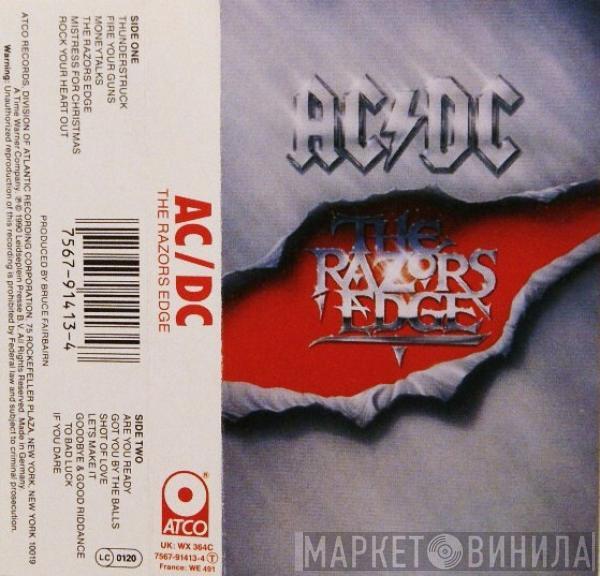 AC/DC
THE
RAZORS
EDGE
AC/DC
THE RAZORS EDGE
SIDE ONE
THUNDERSTRUCK
FIRE YOUR GUNS
MONEYTALKS
THE RAZORS EDGE
MISTRESS FOR CHRISTMAS
ROCK YOUR HEART OUT
7567-91413-4
PRODUCED BY BRUCE FAIRBAIRN
SIDE TWO
ARE YOU READY
GOT YOU BY THE BALLS
SHOT OF LOVE
LETS MAKE IT
GOODBYE & GOOD RIDDANCE
TO BAD LUCK
IF YOU DARE
ATCO RECORDS, DIVISION OF ATLANTIC RECORDING CORPORATION, 75 ROCKEFELLER PLAZA, NEW YORK, NEW YORK 10019
A Time Warner Company. ℗© 1990 Leidseplein Presse B.V. All Rights Reserved. Made in Germany.
Warning: Unauthorized reproduction of this recording is prohibited by Federal law and subject to criminal prosecution.
ATCO ®
UK: WX 364C
7567-91413-4 T
France: WE 491
LC 0120
МАРКЕТ ВИНИЛА